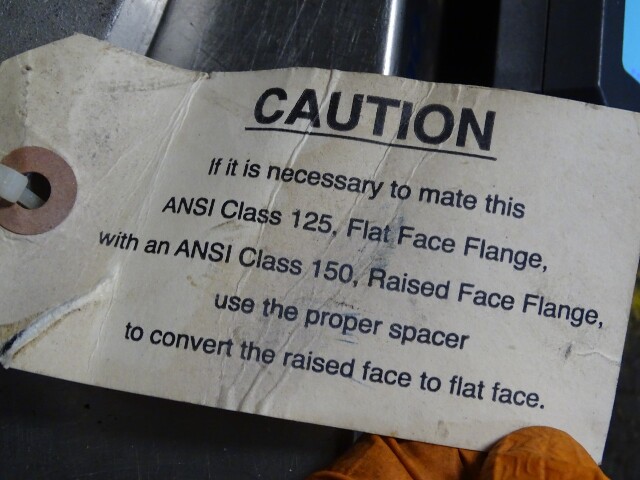 CAUTION
If it is necessary to mate this
ANSI Class 125, Flat Face Flange,
with an ANSI Class 150, Raised Face Flange,
use the proper spacer
to convert the raised face to flat face.